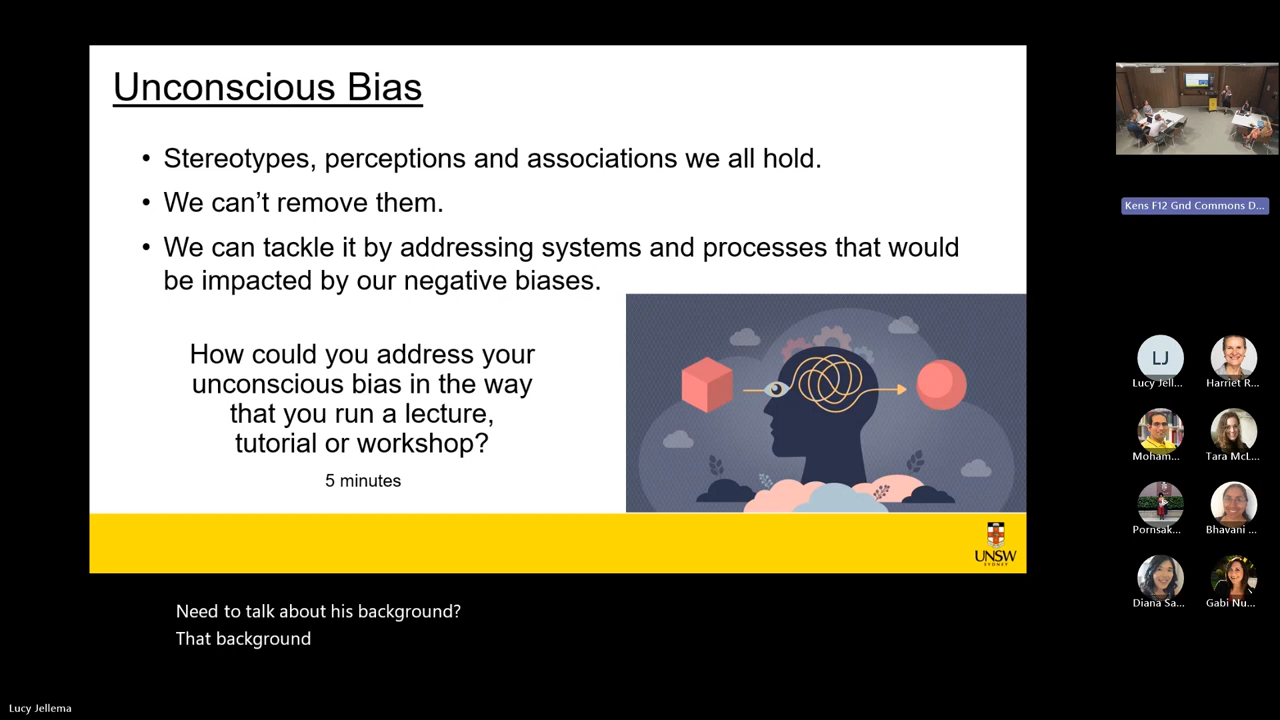 Unconscious Bias
• Stereotypes, perceptions and associations we all hold.
• We can’t remove them.
• We can tackle it by addressing systems and processes that would
be impacted by our negative biases.
How could you address your
unconscious bias in the way
that you run a lecture,
tutorial or workshop?
5 minutes
UNSW
SYDNEY
Need to talk about his background?
That background
Lucy Jellema
Kens F12 Gnd Commons D...
LJ
Lucy Jell...
Harriet R...
Moham...
Tara McL...
Pornsak...
Bhavani ...
Diana Sa...
Gabi Nu...